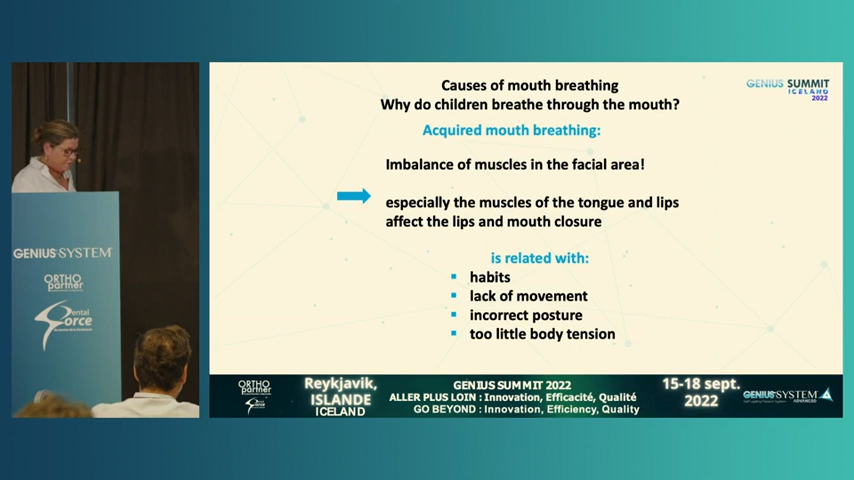 Causes of mouth breathing
Why do children breathe through the mouth?
GENIUS SUMMIT
ICELAND
2022
Acquired mouth breathing:
Imbalance of muscles in the facial area!
especially the muscles of the tongue and lips
affect the lips and mouth closure
is related with:
▪ habits
▪ lack of movement
▪ incorrect posture
▪ too little body tension
GENIUS SYSTEM
ORTHO
partner
Dental
Force
ORTHO
partner
Reykjavik,
ISLANDE
ICELAND
GENIUS SUMMIT 2022
ALLER PLUS LOIN : Innovation, Efficacité, Qualité
GO BEYOND : Innovation, Efficiency, Quality
15-18 sept.
2022
GENIUS SYSTEM
ADVANCED